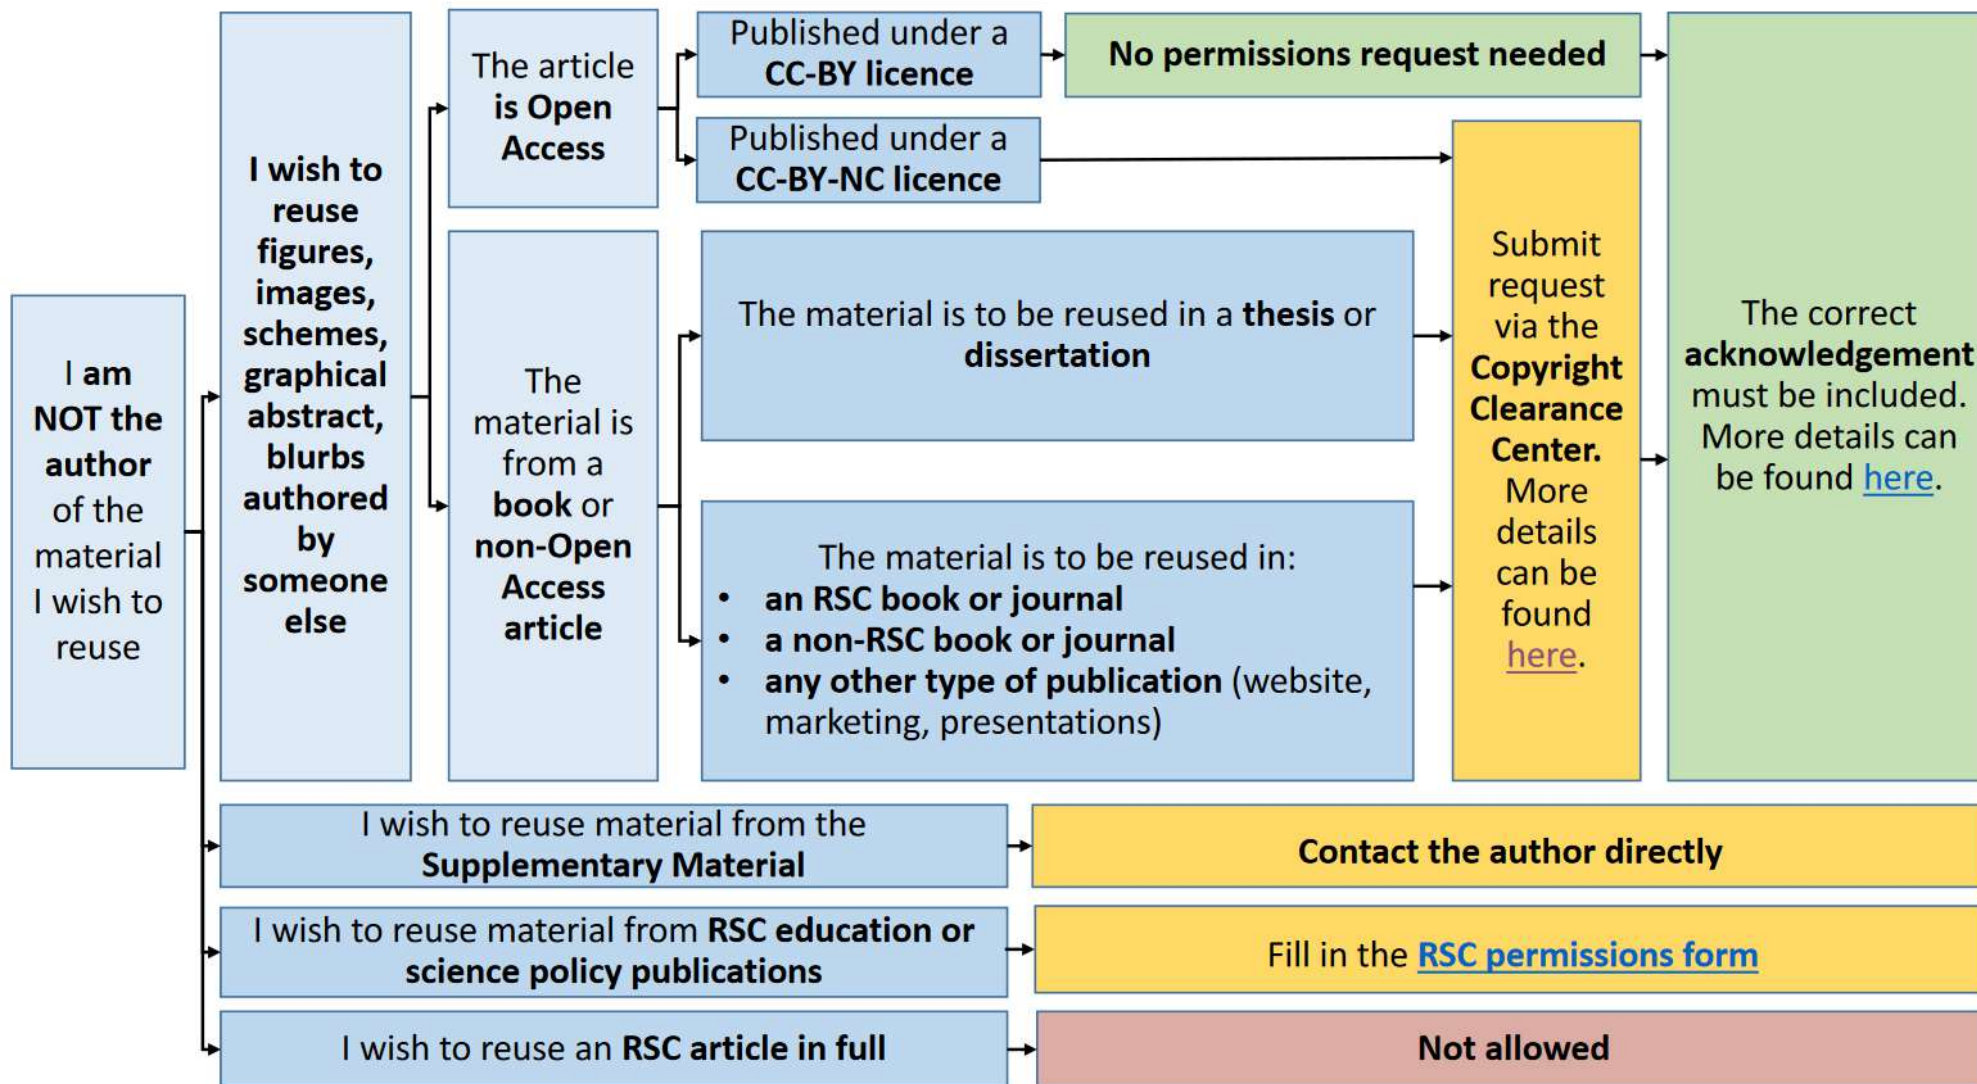 I am
NOT the
author
of the
material
I wish to
reuse
I wish to
reuse
figures,
images,
schemes,
graphical
abstract,
blurbs
authored
by
someone
else
The article
is Open
Access
Published under a
CC-BY licence
No permissions request needed
Published under a
CC-BY-NC licence
The
material is
from a
book or
non-Open
Access
article
The material is to be reused in a thesis or
dissertation
The material is to be reused in:
• an RSC book or journal
• a non-RSC book or journal
• any other type of publication (website,
marketing, presentations)
Submit
request
via the
Copyright
Clearance
Center.
More
details
can be
found
here.
The correct
acknowledgement
must be included.
More details can
be found here.
I wish to reuse material from the
Supplementary Material
Contact the author directly
I wish to reuse material from RSC education or
science policy publications
Fill in the RSC permissions form
I wish to reuse an RSC article in full
Not allowed